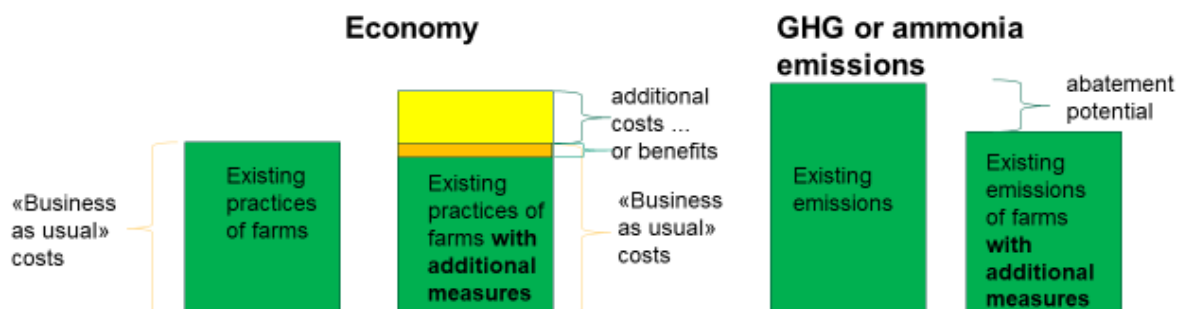 Economy
GHG or ammonia
emissions
«Business
as usual»
costs
Existing
practices
of farms
Existing
practices of
farms with
additional
measures
additional
costs ...
or benefits
«Business
as usual»
costs
Existing
emissions
Existing
emissions
of farms
with
additional
measures
abatement
potential